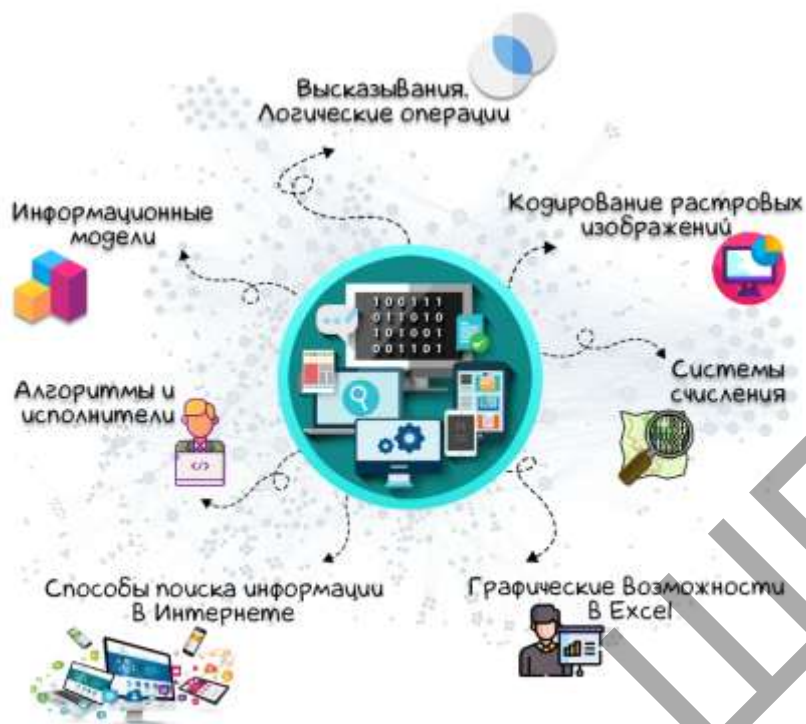 Высказывания.
Логические операции
Информационные
модели
Кодирование растровых
изображений
100111
011010
101001
001101
Системы
счисления
Алгоритмы и
исполнители
</>
Способы поиска информации
в Интернете
Графические возможности
в Excel